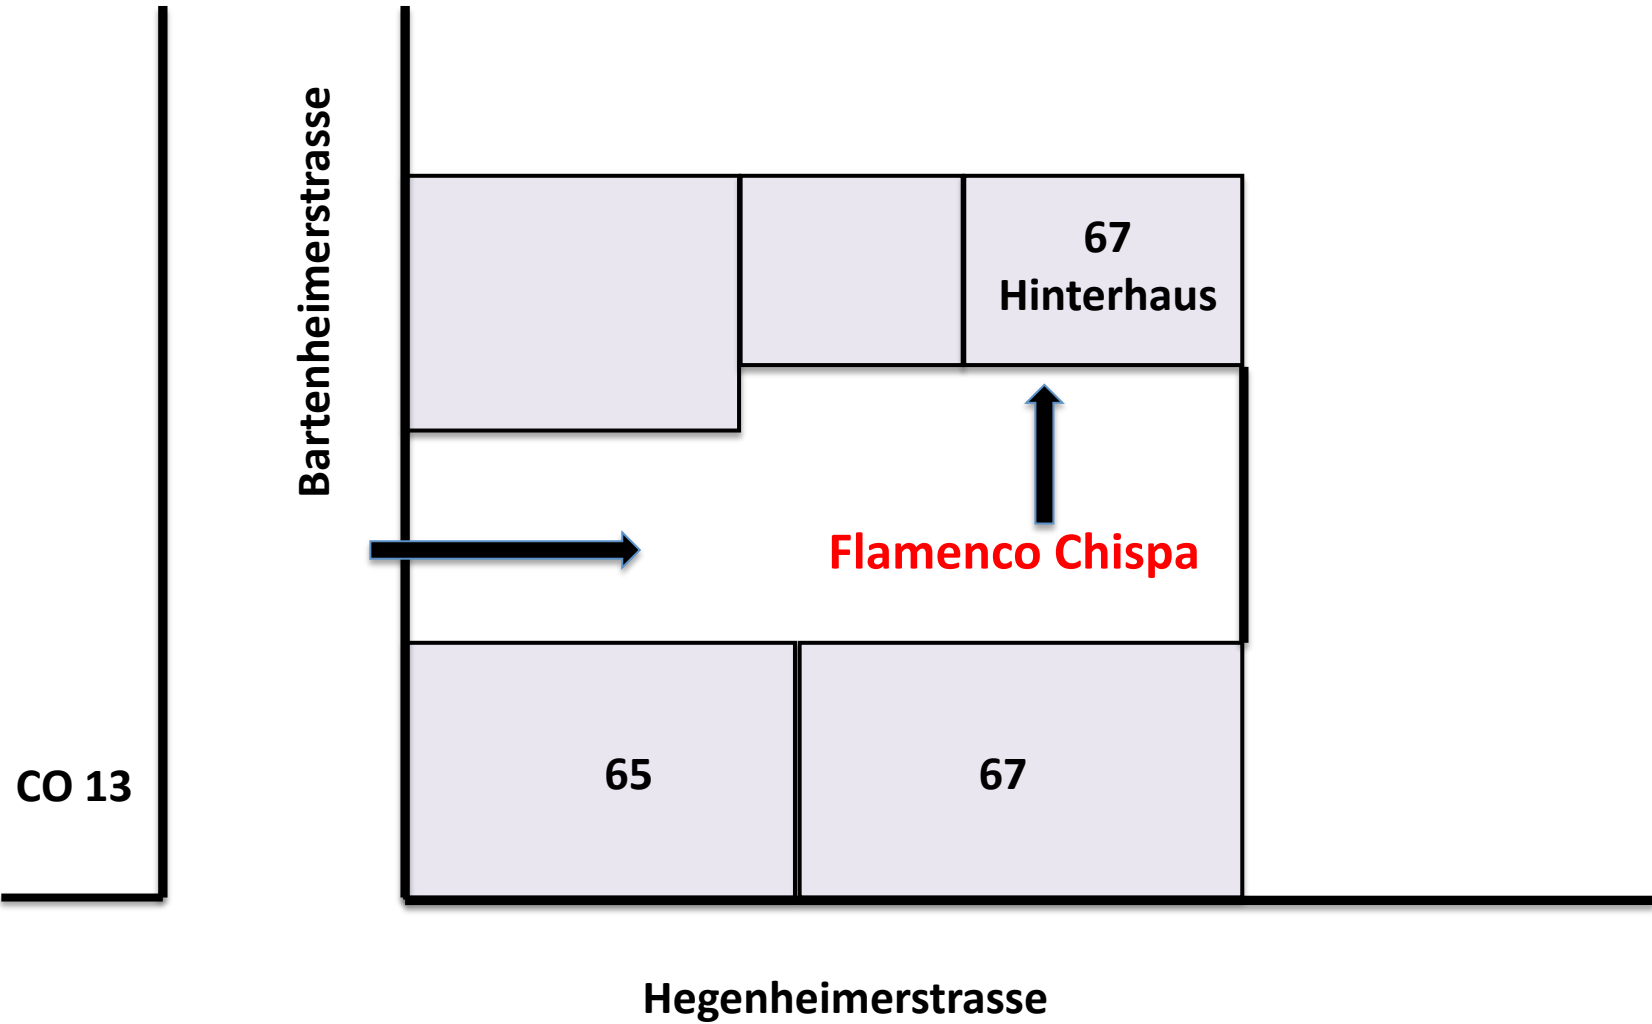 Bartenheimerstrasse
67
Hinterhaus
Flamenco Chispa
65
67
CO 13
Hegenheimerstrasse